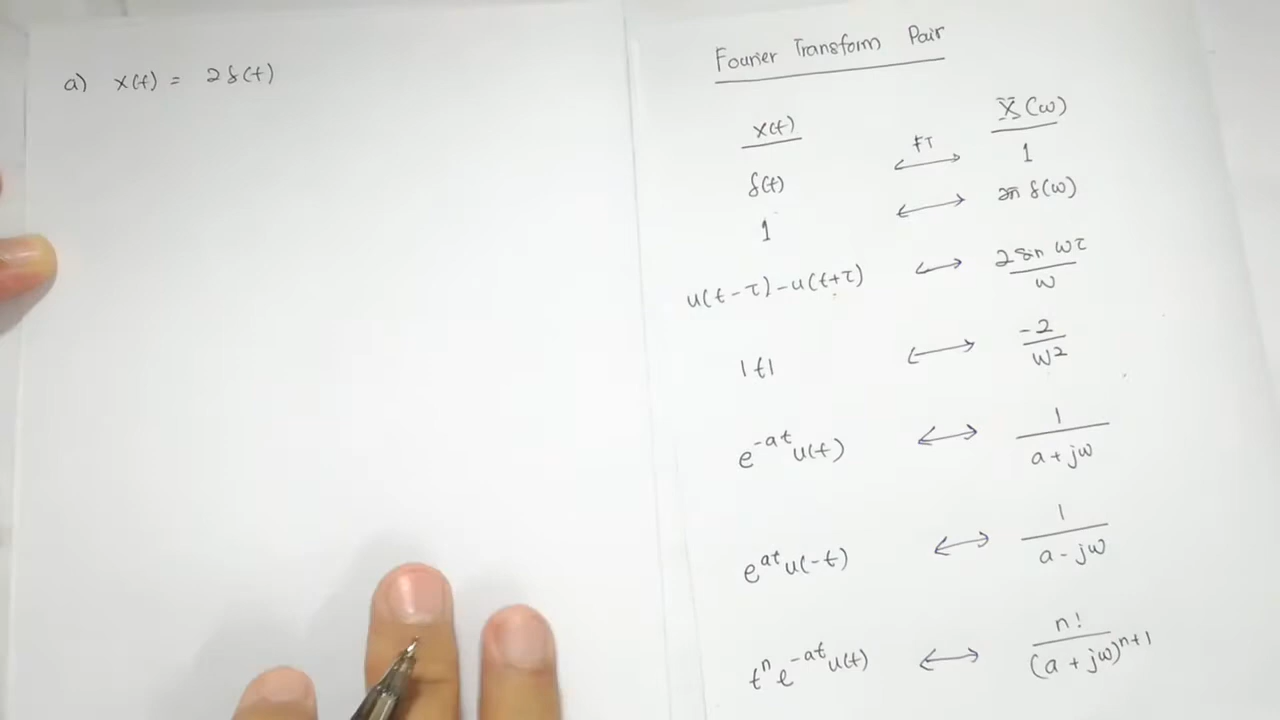 a) x(t) = 2δ(t)
Fourier Transform Pair
x(t) X(ω)
FT
δ(t) ⟷ 1
1 ⟷ 2π δ(ω)
u(t-τ) - u(t+τ) ⟷ 2 sin ωτ / ω
|t| ⟷ -2 / ω²
e^-at u(t) ⟷ 1 / a + jω
e^at u(-t) ⟷ 1 / a - jω
t^n e^-at u(t) ⟷ n! / (a + jω)^n+1